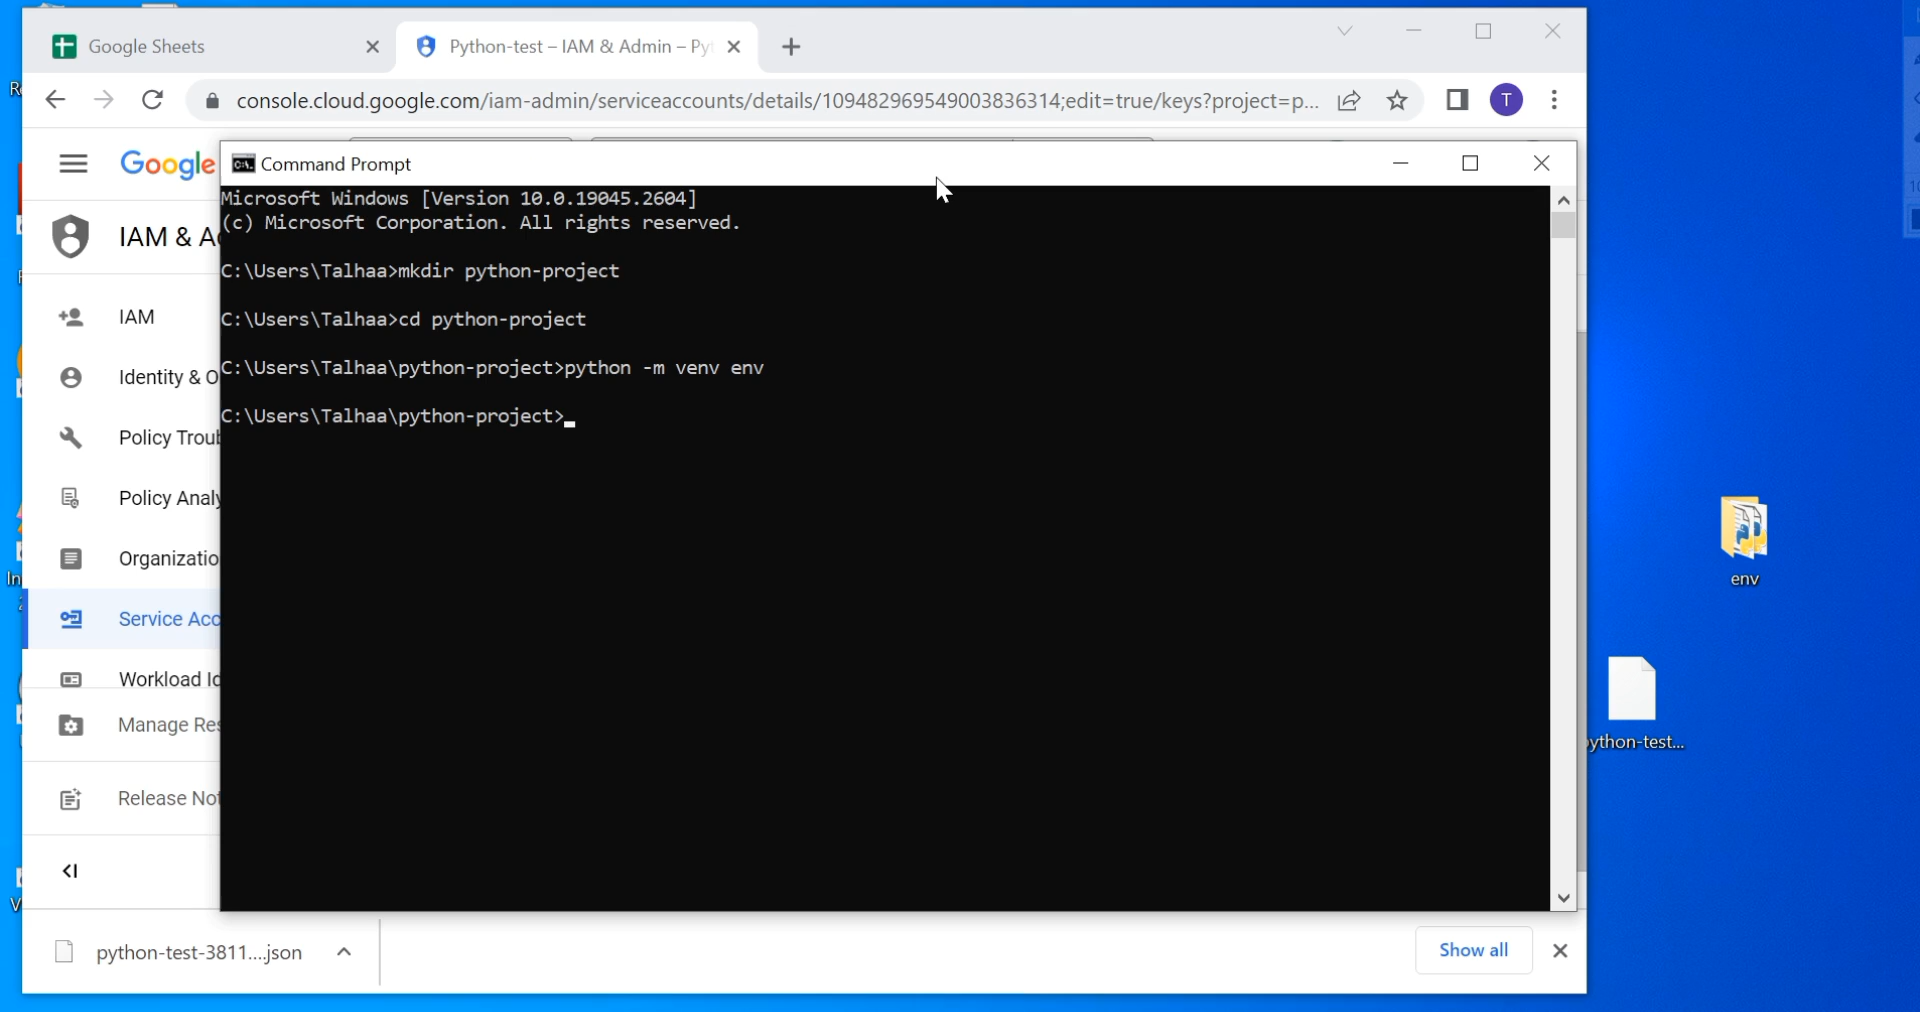 Google Sheets
Python-test – IAM & Admin – Py
console.cloud.google.com/iam-admin/serviceaccounts/details/109482969549003836314;edit=true/keys?project=p...
T
Google
Command Prompt
IAM & A
IAM
Identity & O
Policy Troub
Policy Analy
Organizatio
Service Acc
Workload Id
Manage Res
Release Not
Microsoft Windows [Version 10.0.19045.2604]
(c) Microsoft Corporation. All rights reserved.
C:\Users\Talhaa>mkdir python-project
C:\Users\Talhaa>cd python-project
C:\Users\Talhaa\python-project>python -m venv env
C:\Users\Talhaa\python-project>
env
ython-test...
python-test-3811....json
Show all